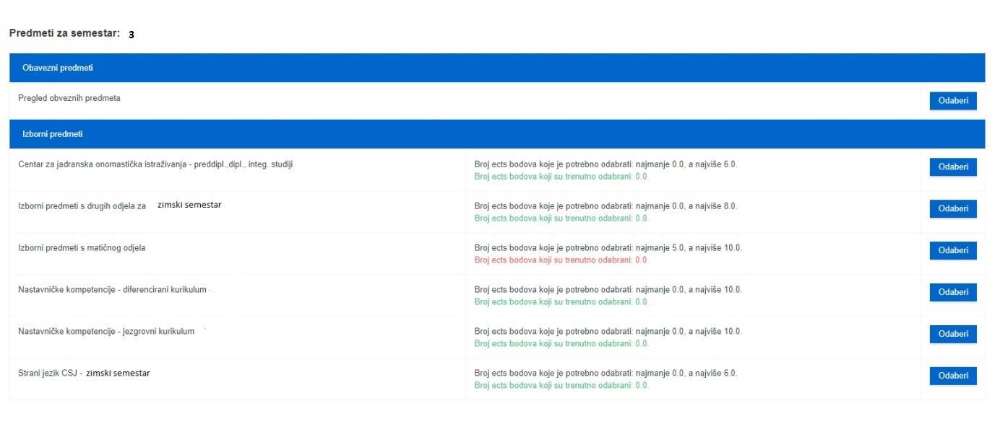 Predmeti za semestar: 3
Obavezni predmeti
Pregled obveznih predmeta
Odaberi
Izborni predmeti
Centar za jadranska onomastička istraživanja - preddipl.,dipl., integ. studiji
Broj ects bodova koje je potrebno odabrati: najmanje 0.0, a najviše 6.0.
Broj ects bodova koji su trenutno odabrani: 0.0.
Odaberi
Izborni predmeti s drugih odjela za zimski semestar
Broj ects bodova koje je potrebno odabrati: najmanje 0.0, a najviše 8.0.
Broj ects bodova koji su trenutno odabrani: 0.0.
Odaberi
Izborni predmeti s matičnog odjela
Broj ects bodova koje je potrebno odabrati: najmanje 5.0, a najviše 10.0.
Broj ects bodova koji su trenutno odabrani: 0.0.
Odaberi
Nastavničke kompetencije - diferencirani kurikulum -
Broj ects bodova koje je potrebno odabrati: najmanje 0.0, a najviše 10.0.
Broj ects bodova koji su trenutno odabrani: 0.0.
Odaberi
Nastavničke kompetencije - jezgrovni kurikulum
Broj ects bodova koje je potrebno odabrati: najmanje 0.0, a najviše 10.0.
Broj ects bodova koji su trenutno odabrani: 0.0.
Odaberi
Strani jezik CSJ - zimski semestar
Broj ects bodova koje je potrebno odabrati: najmanje 0.0, a najviše 6.0.
Broj ects bodova koji su trenutno odabrani: 0.0.
Odaberi